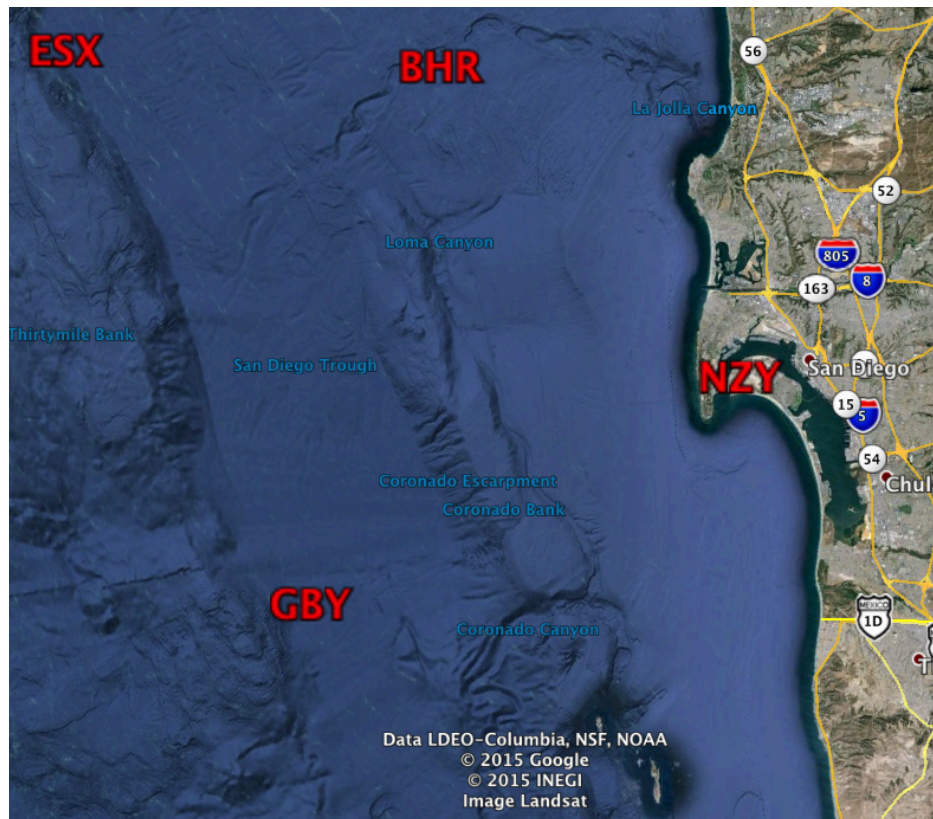 ESX
BHR
56
La Jolla Canyon
52
Loma Canyon
805
8
163
Thirtymile Bank
San Diego Trough
San Diego
NZY
15
5
54
Coronado Escarpment
Chul
Coronado Bank
GBY
MEXICO
1D
Coronado Canyon
Data LDEO-Columbia, NSF, NOAA
© 2015 Google
© 2015 INEGI
Image Landsat